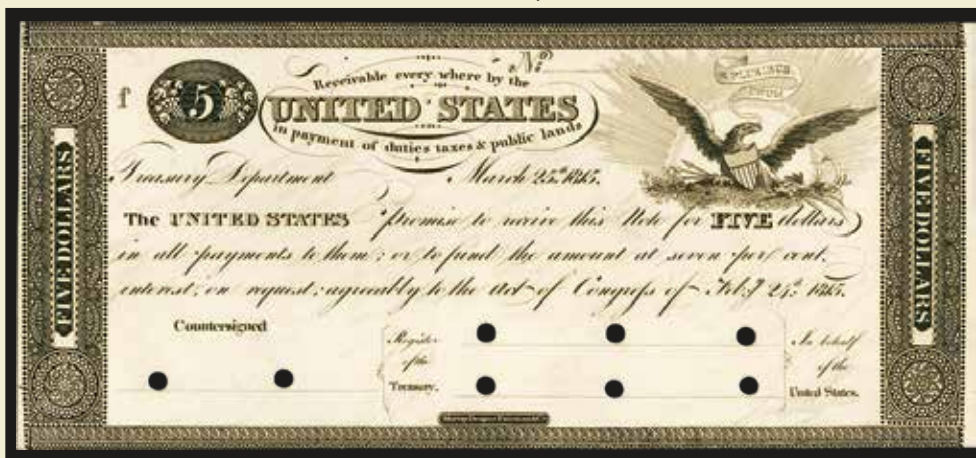 No
Receivable every where by the
f 5
UNITED STATES
in payment of duties taxes & public lands
E PLURIBUS
UNUM
Treasury Department March 25th 1815.
The UNITED STATES promise to receive this Note for FIVE dollars
in all payments to them; or to fund the amount at seven per cent.
interest, on request, agreeably to the Act of Congress of Feb:y 24th 1815.
FIVE DOLLARS
FIVE DOLLARS
Countersigned
Register
of the
Treasury.
In behalf
of the
United States.